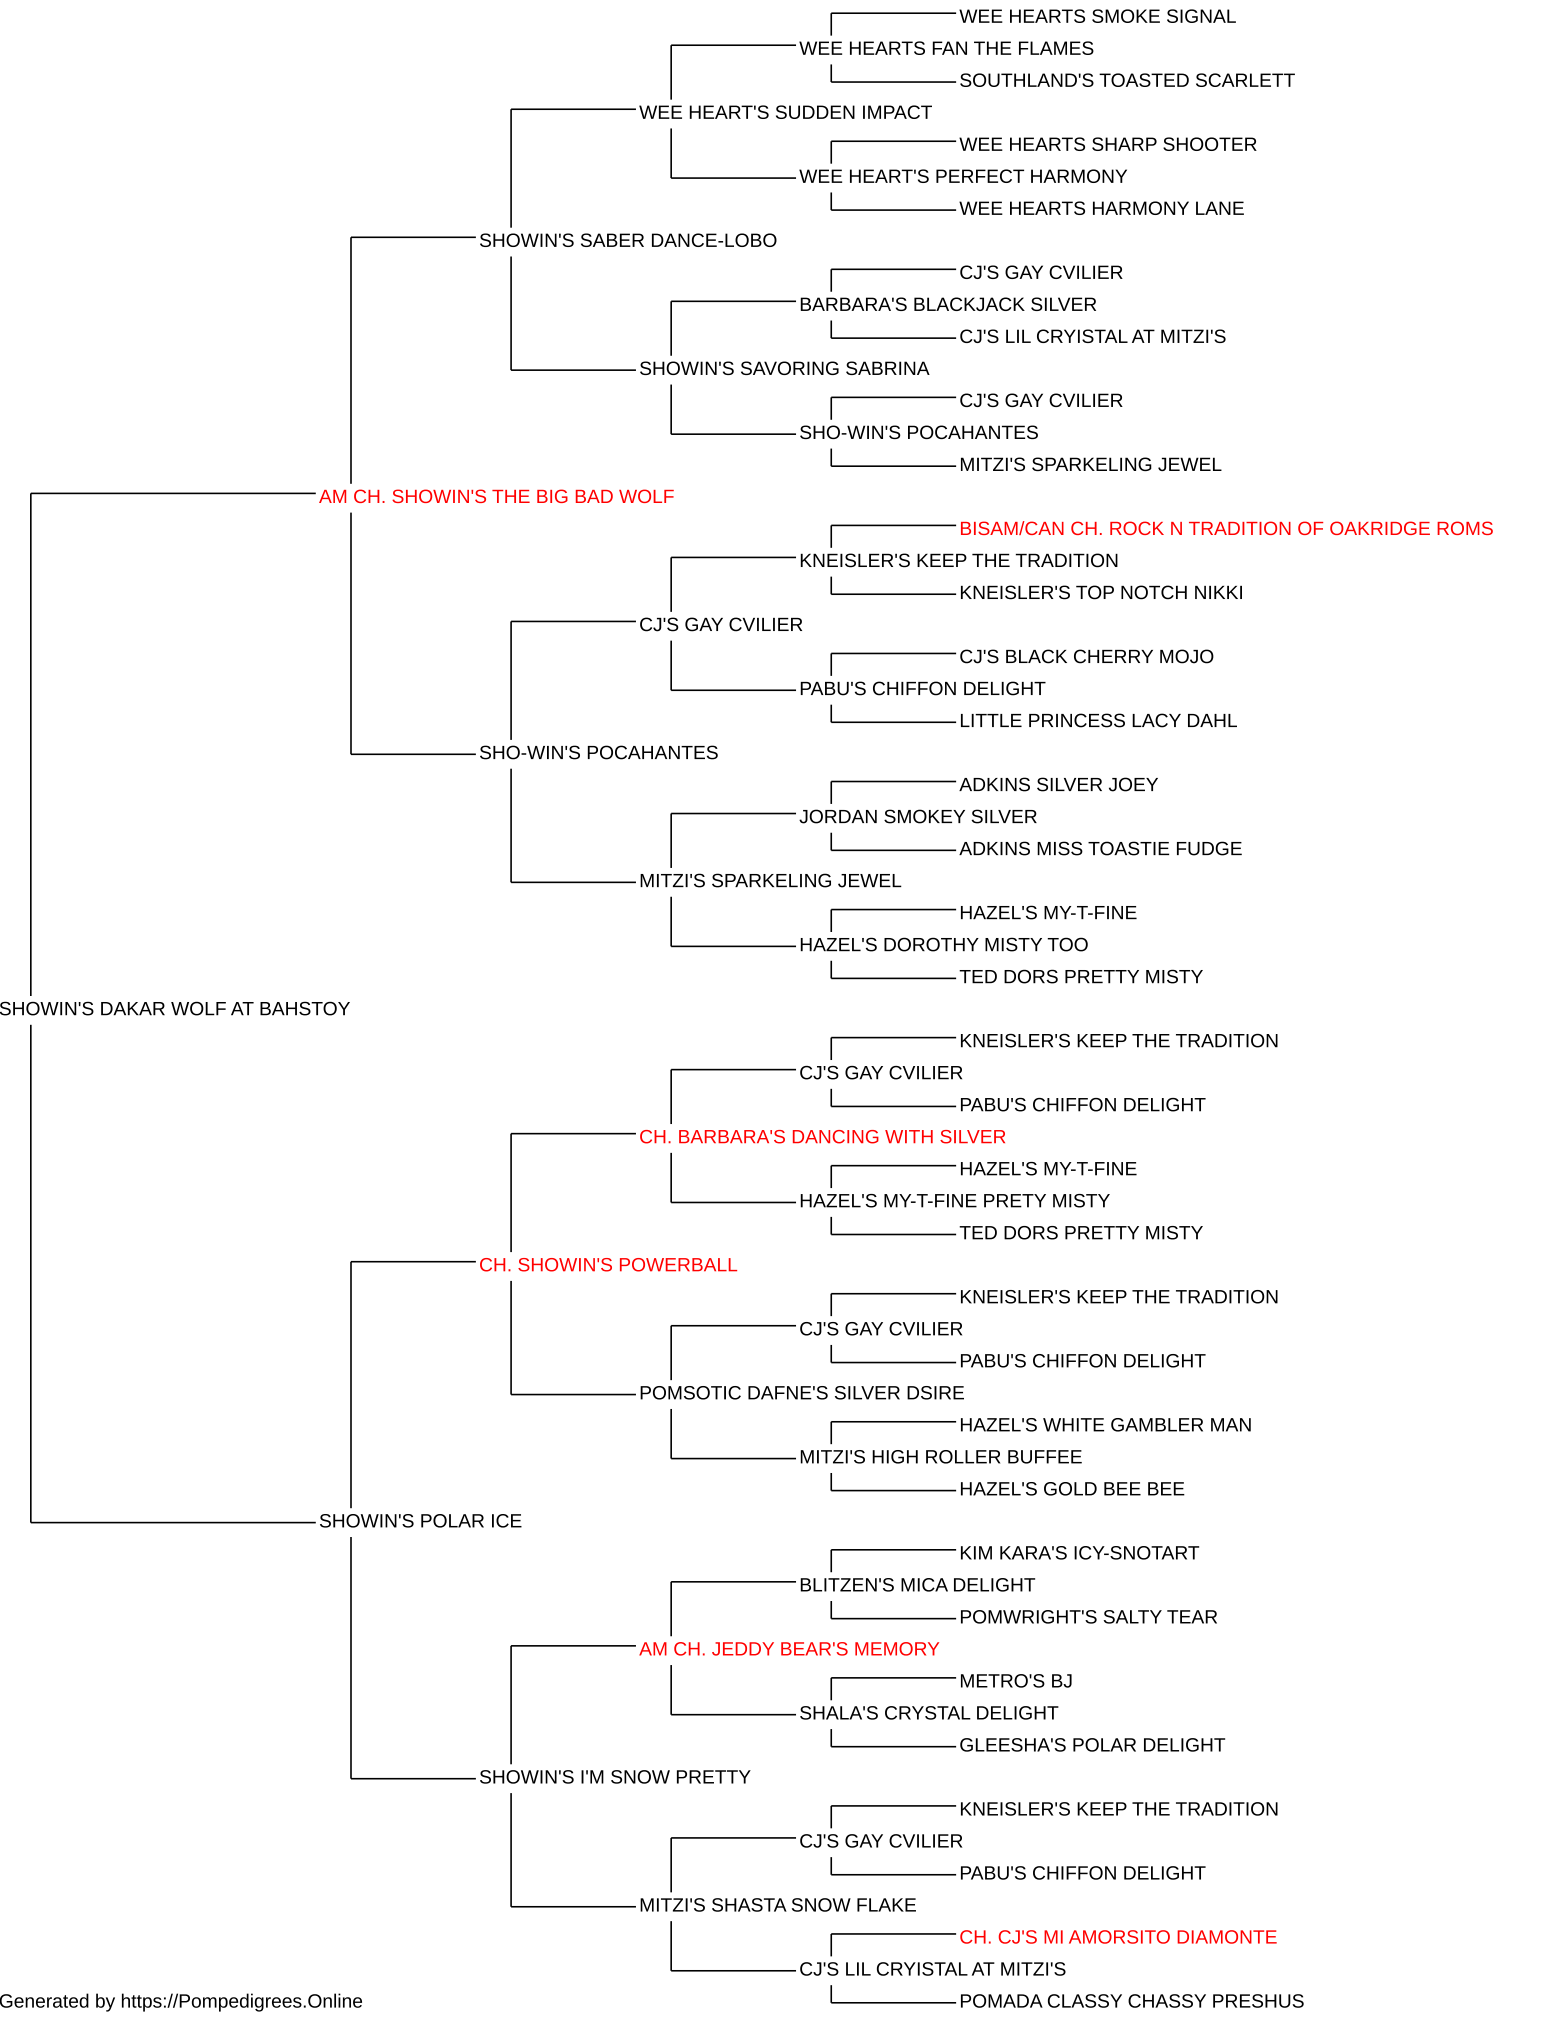 WEE HEARTS SMOKE SIGNAL
WEE HEARTS FAN THE FLAMES
SOUTHLAND'S TOASTED SCARLETT
WEE HEART'S SUDDEN IMPACT
WEE HEARTS SHARP SHOOTER
WEE HEART'S PERFECT HARMONY
WEE HEARTS HARMONY LANE
SHOWIN'S SABER DANCE-LOBO
CJ'S GAY CVILIER
BARBARA'S BLACKJACK SILVER
CJ'S LIL CRYISTAL AT MITZI'S
SHOWIN'S SAVORING SABRINA
CJ'S GAY CVILIER
SHO-WIN'S POCAHANTES
MITZI'S SPARKELING JEWEL
AM CH. SHOWIN'S THE BIG BAD WOLF
BISAM/CAN CH. ROCK N TRADITION OF OAKRIDGE ROMS
KNEISLER'S KEEP THE TRADITION
KNEISLER'S TOP NOTCH NIKKI
CJ'S GAY CVILIER
CJ'S BLACK CHERRY MOJO
PABU'S CHIFFON DELIGHT
LITTLE PRINCESS LACY DAHL
SHO-WIN'S POCAHANTES
ADKINS SILVER JOEY
JORDAN SMOKEY SILVER
ADKINS MISS TOASTIE FUDGE
MITZI'S SPARKELING JEWEL
HAZEL'S MY-T-FINE
HAZEL'S DOROTHY MISTY TOO
TED DORS PRETTY MISTY
SHOWIN'S DAKAR WOLF AT BAHSTOY
KNEISLER'S KEEP THE TRADITION
CJ'S GAY CVILIER
PABU'S CHIFFON DELIGHT
CH. BARBARA'S DANCING WITH SILVER
HAZEL'S MY-T-FINE
HAZEL'S MY-T-FINE PRETY MISTY
TED DORS PRETTY MISTY
CH. SHOWIN'S POWERBALL
KNEISLER'S KEEP THE TRADITION
CJ'S GAY CVILIER
PABU'S CHIFFON DELIGHT
POMSOTIC DAFNE'S SILVER DSIRE
HAZEL'S WHITE GAMBLER MAN
MITZI'S HIGH ROLLER BUFFEE
HAZEL'S GOLD BEE BEE
SHOWIN'S POLAR ICE
KIM KARA'S ICY-SNOTART
BLITZEN'S MICA DELIGHT
POMWRIGHT'S SALTY TEAR
AM CH. JEDDY BEAR'S MEMORY
METRO'S BJ
SHALA'S CRYSTAL DELIGHT
GLEESHA'S POLAR DELIGHT
SHOWIN'S I'M SNOW PRETTY
KNEISLER'S KEEP THE TRADITION
CJ'S GAY CVILIER
PABU'S CHIFFON DELIGHT
MITZI'S SHASTA SNOW FLAKE
CH. CJ'S MI AMORSITO DIAMONTE
CJ'S LIL CRYISTAL AT MITZI'S
POMADA CLASSY CHASSY PRESHUS
Generated by https://Pompedigrees.Online